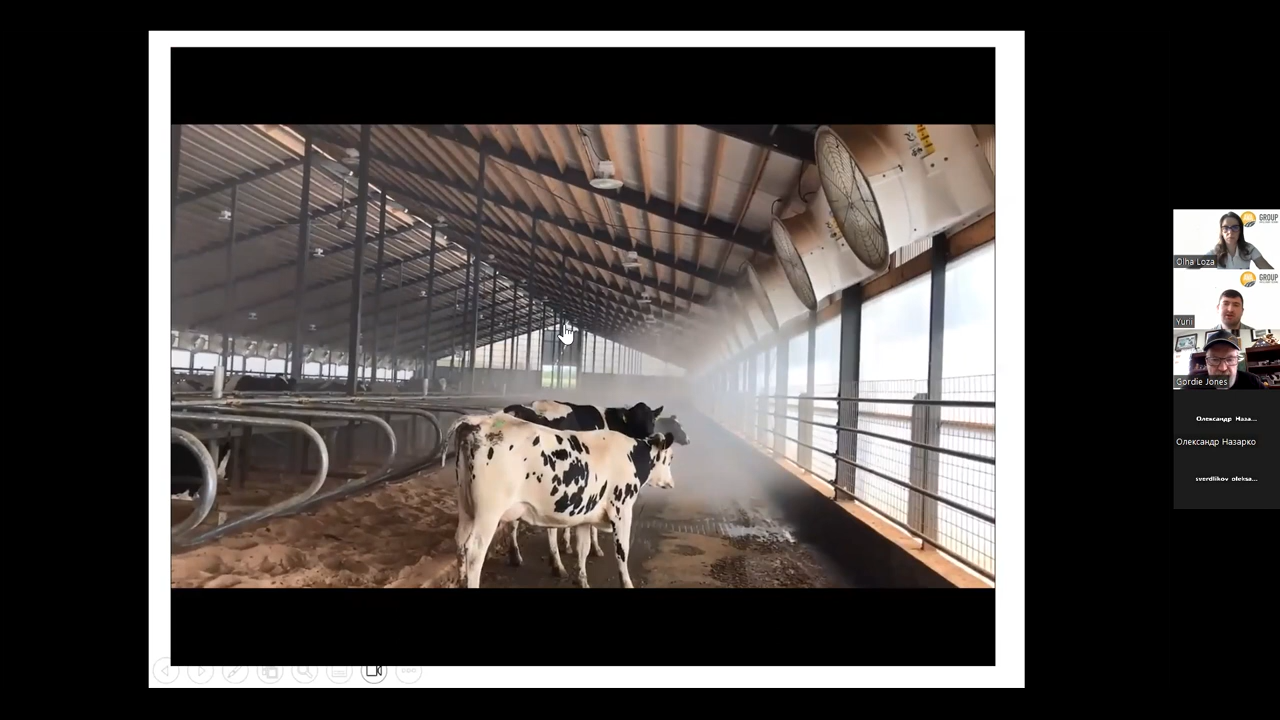 GROUP
Olha Loza
GROUP
Yurii
Gordie Jones
Олександр Наза...
Олександр Назарко
sverdlikov oleksa...